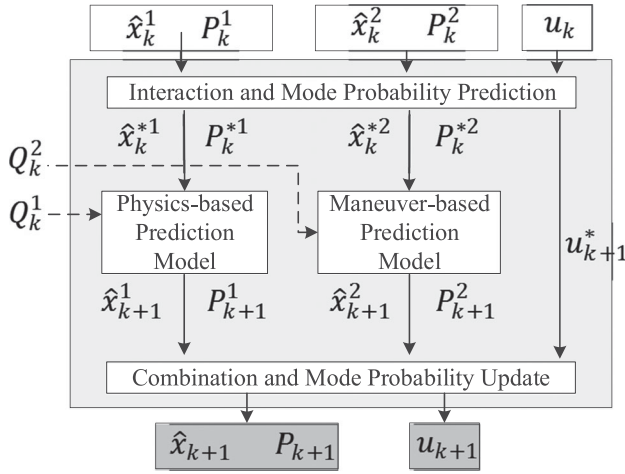 x̂_k^1 P_k^1 x̂_k^2 P_k^2 u_k
Interaction and Mode Probability Prediction
x̂_k^{*1} P_k^{*1} x̂_k^{*2} P_k^{*2}
Q_k^2
Q_k^1
Physics-based
Prediction
Model
Maneuver-based
Prediction
Model
u_{k+1}^*
x̂_{k+1}^1 P_{k+1}^1 x̂_{k+1}^2 P_{k+1}^2
Combination and Mode Probability Update
x̂_{k+1} P_{k+1} u_{k+1}